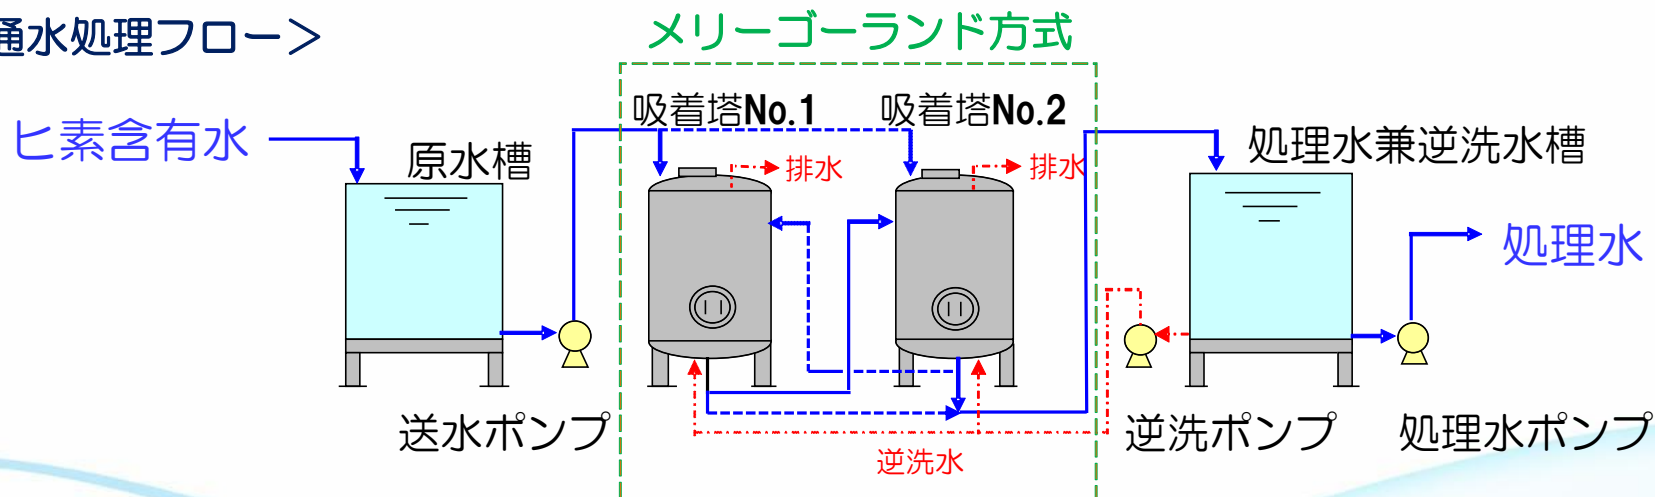 通水処理フロー＞
メリーゴーランド方式
ヒ素含有水
原水槽
吸着塔No.1
吸着塔No.2
処理水兼逆洗水槽
排水
排水
処理水
送水ポンプ
逆洗水
逆洗ポンプ
処理水ポンプ